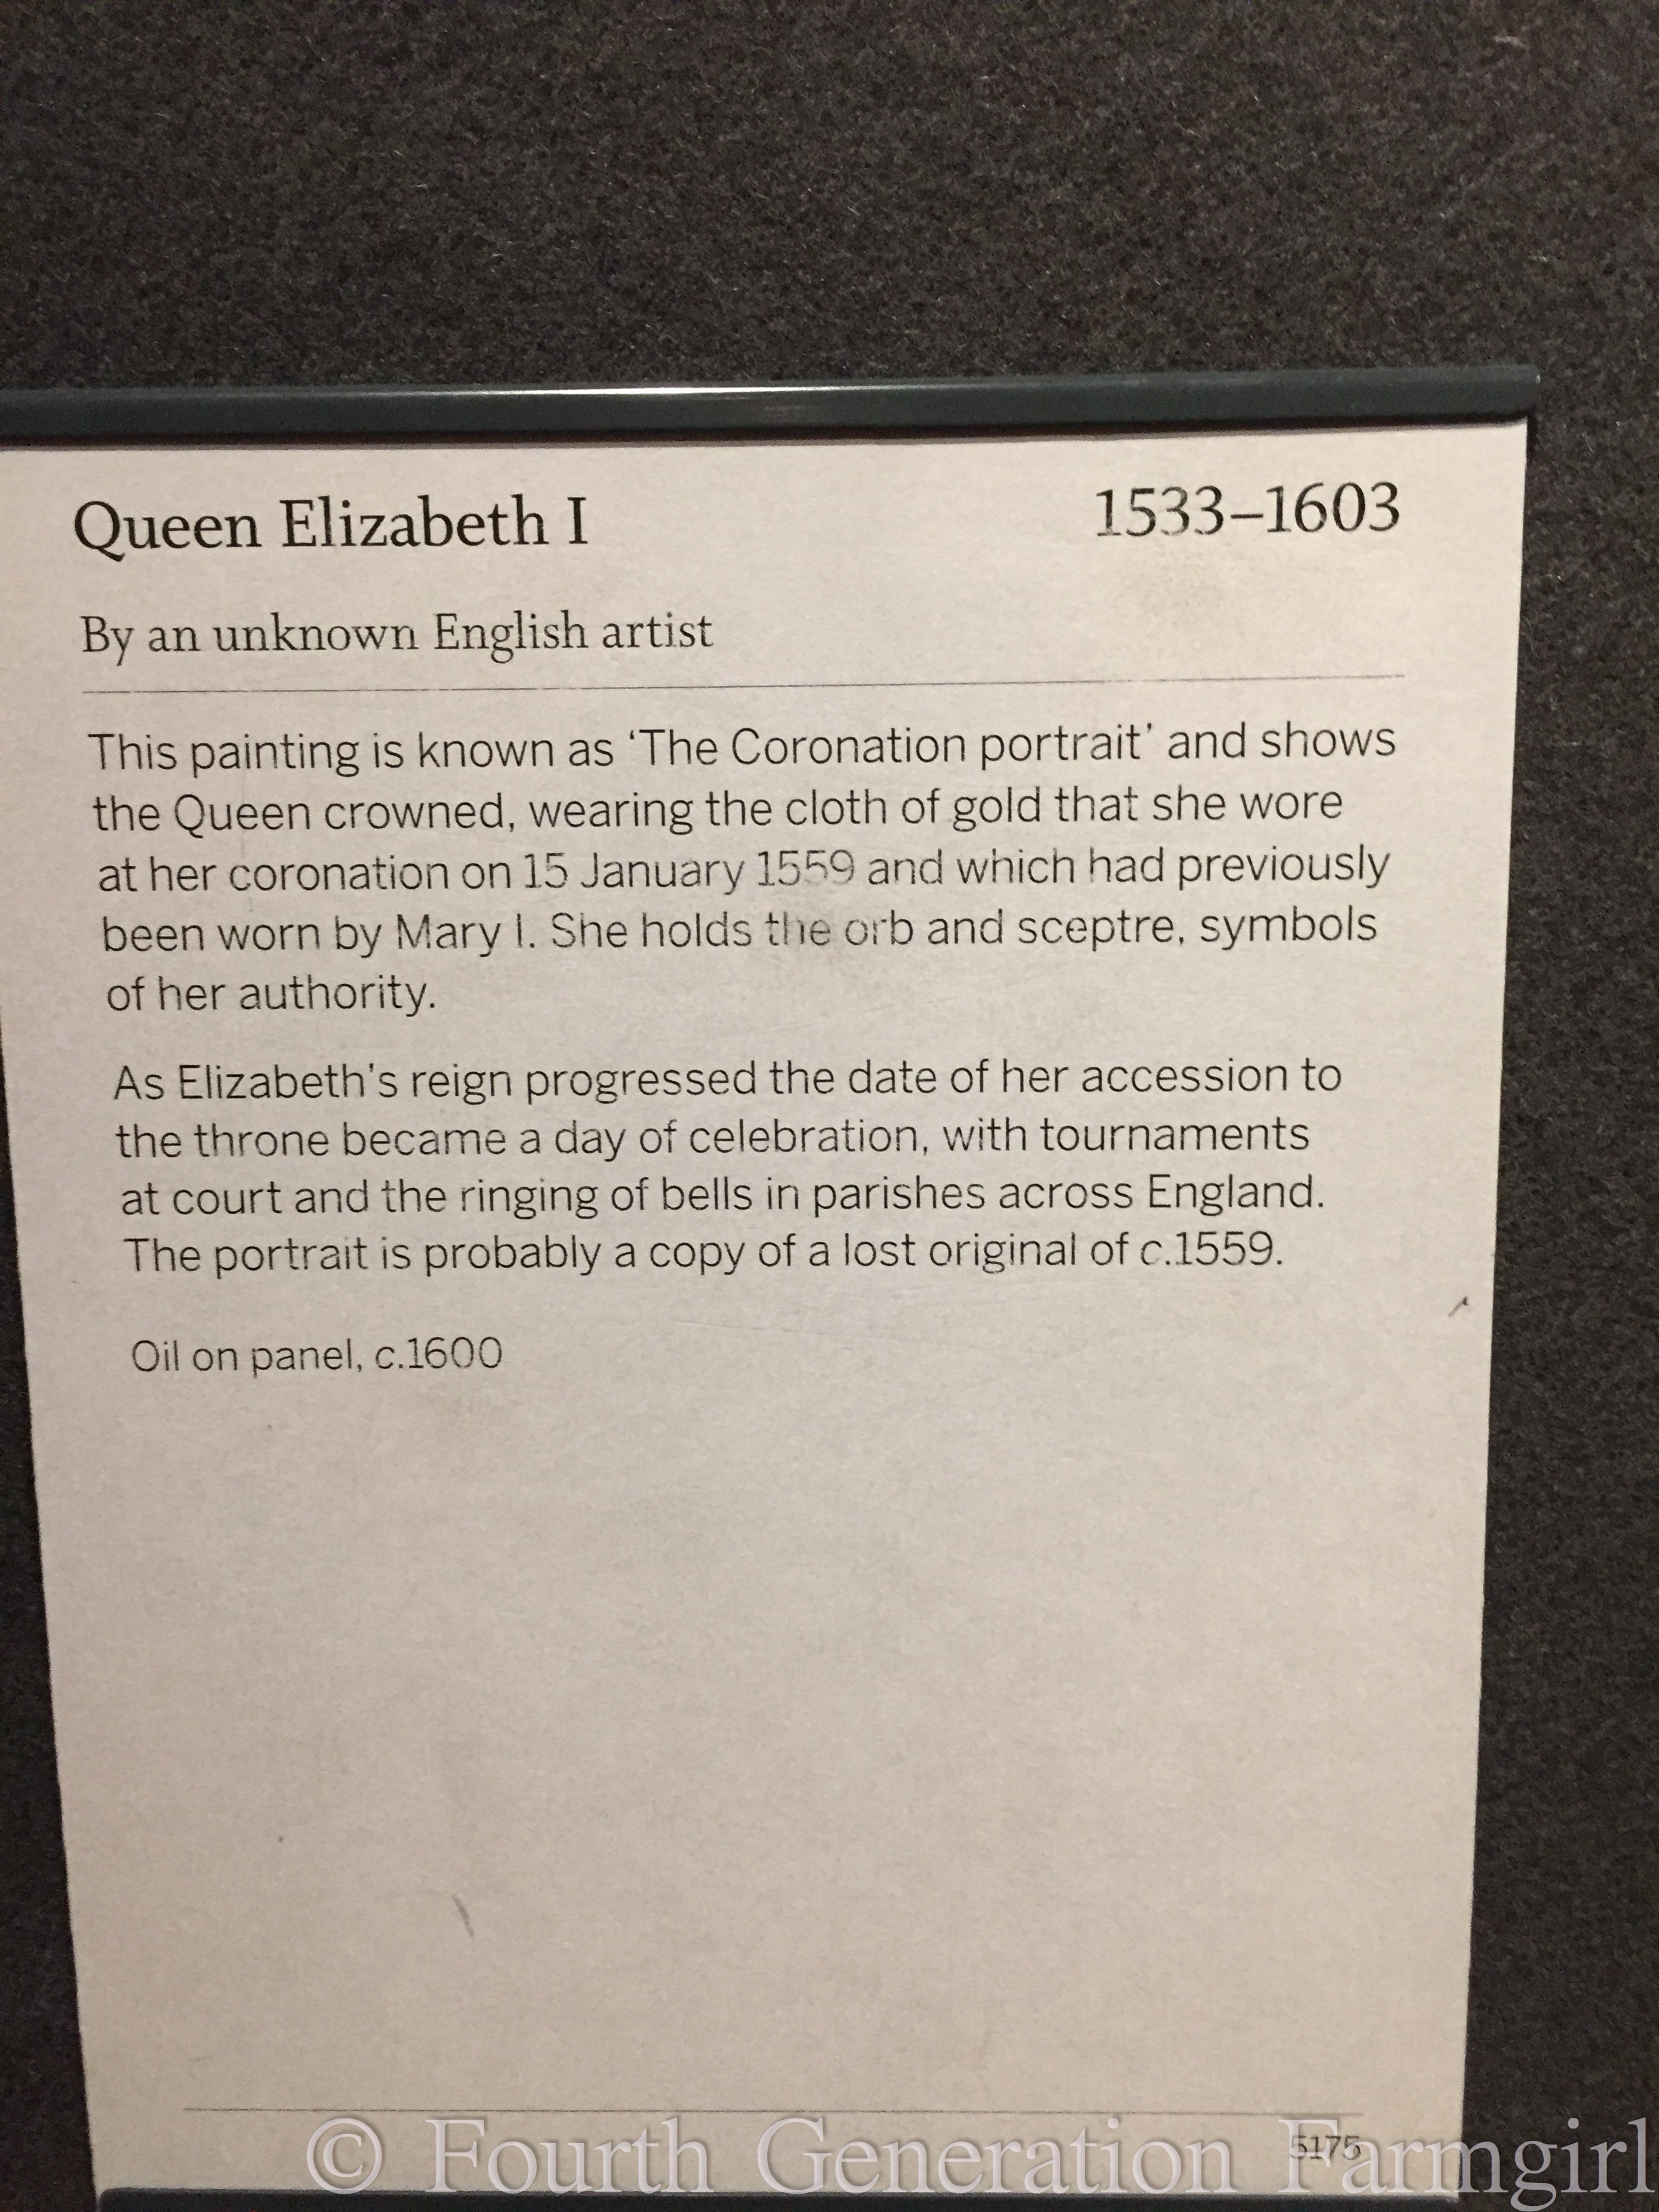 Queen Elizabeth I 1533–1603
By an unknown English artist
This painting is known as ‘The Coronation portrait’ and shows
the Queen crowned, wearing the cloth of gold that she wore
at her coronation on 15 January 1559 and which had previously
been worn by Mary I. She holds the orb and sceptre, symbols
of her authority.
As Elizabeth’s reign progressed the date of her accession to
the throne became a day of celebration, with tournaments
at court and the ringing of bells in parishes across England.
The portrait is probably a copy of a lost original of c.1559.
Oil on panel, c.1600
5175
© Fourth Generation Farmgirl